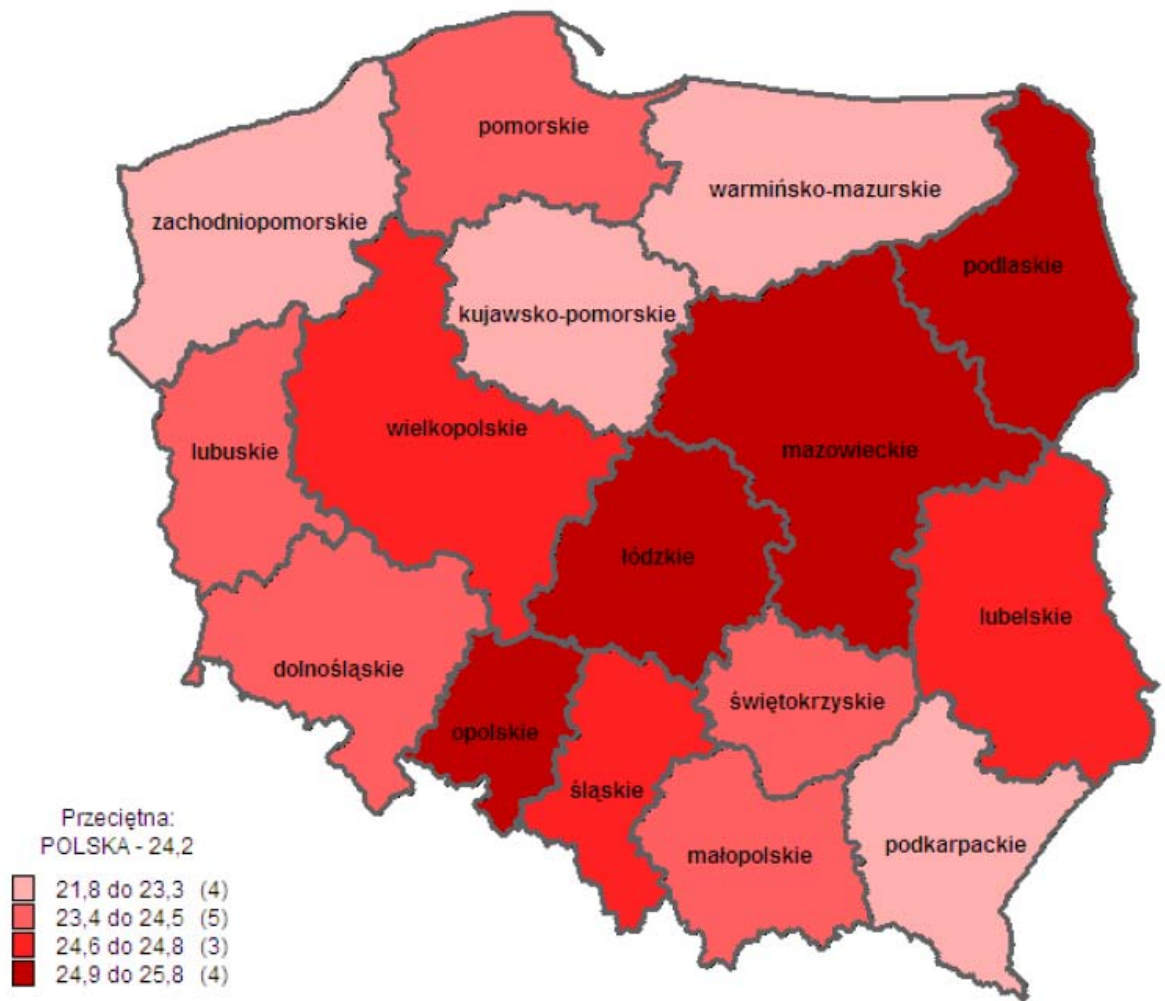 pomorskie
warmińsko-mazurskie
zachodniopomorskie
podlaskie
kujawsko-pomorskie
wielkopolskie
mazowieckie
lubuskie
łódzkie
lubelskie
dolnośląskie
świętokrzyskie
opolskie
śląskie
małopolskie
podkarpackie
Przeciętna:
POLSKA - 24,2
21,8 do 23,3 (4)
23,4 do 24,5 (5)
24,6 do 24,8 (3)
24,9 do 25,8 (4)